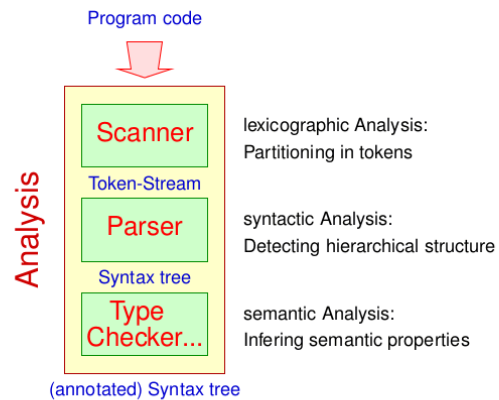 Program code
Analysis
Scanner
lexicographic Analysis:
Partitioning in tokens
Token-Stream
Parser
syntactic Analysis:
Detecting hierarchical structure
Syntax tree
Type
Checker...
semantic Analysis:
Infering semantic properties
(annotated) Syntax tree